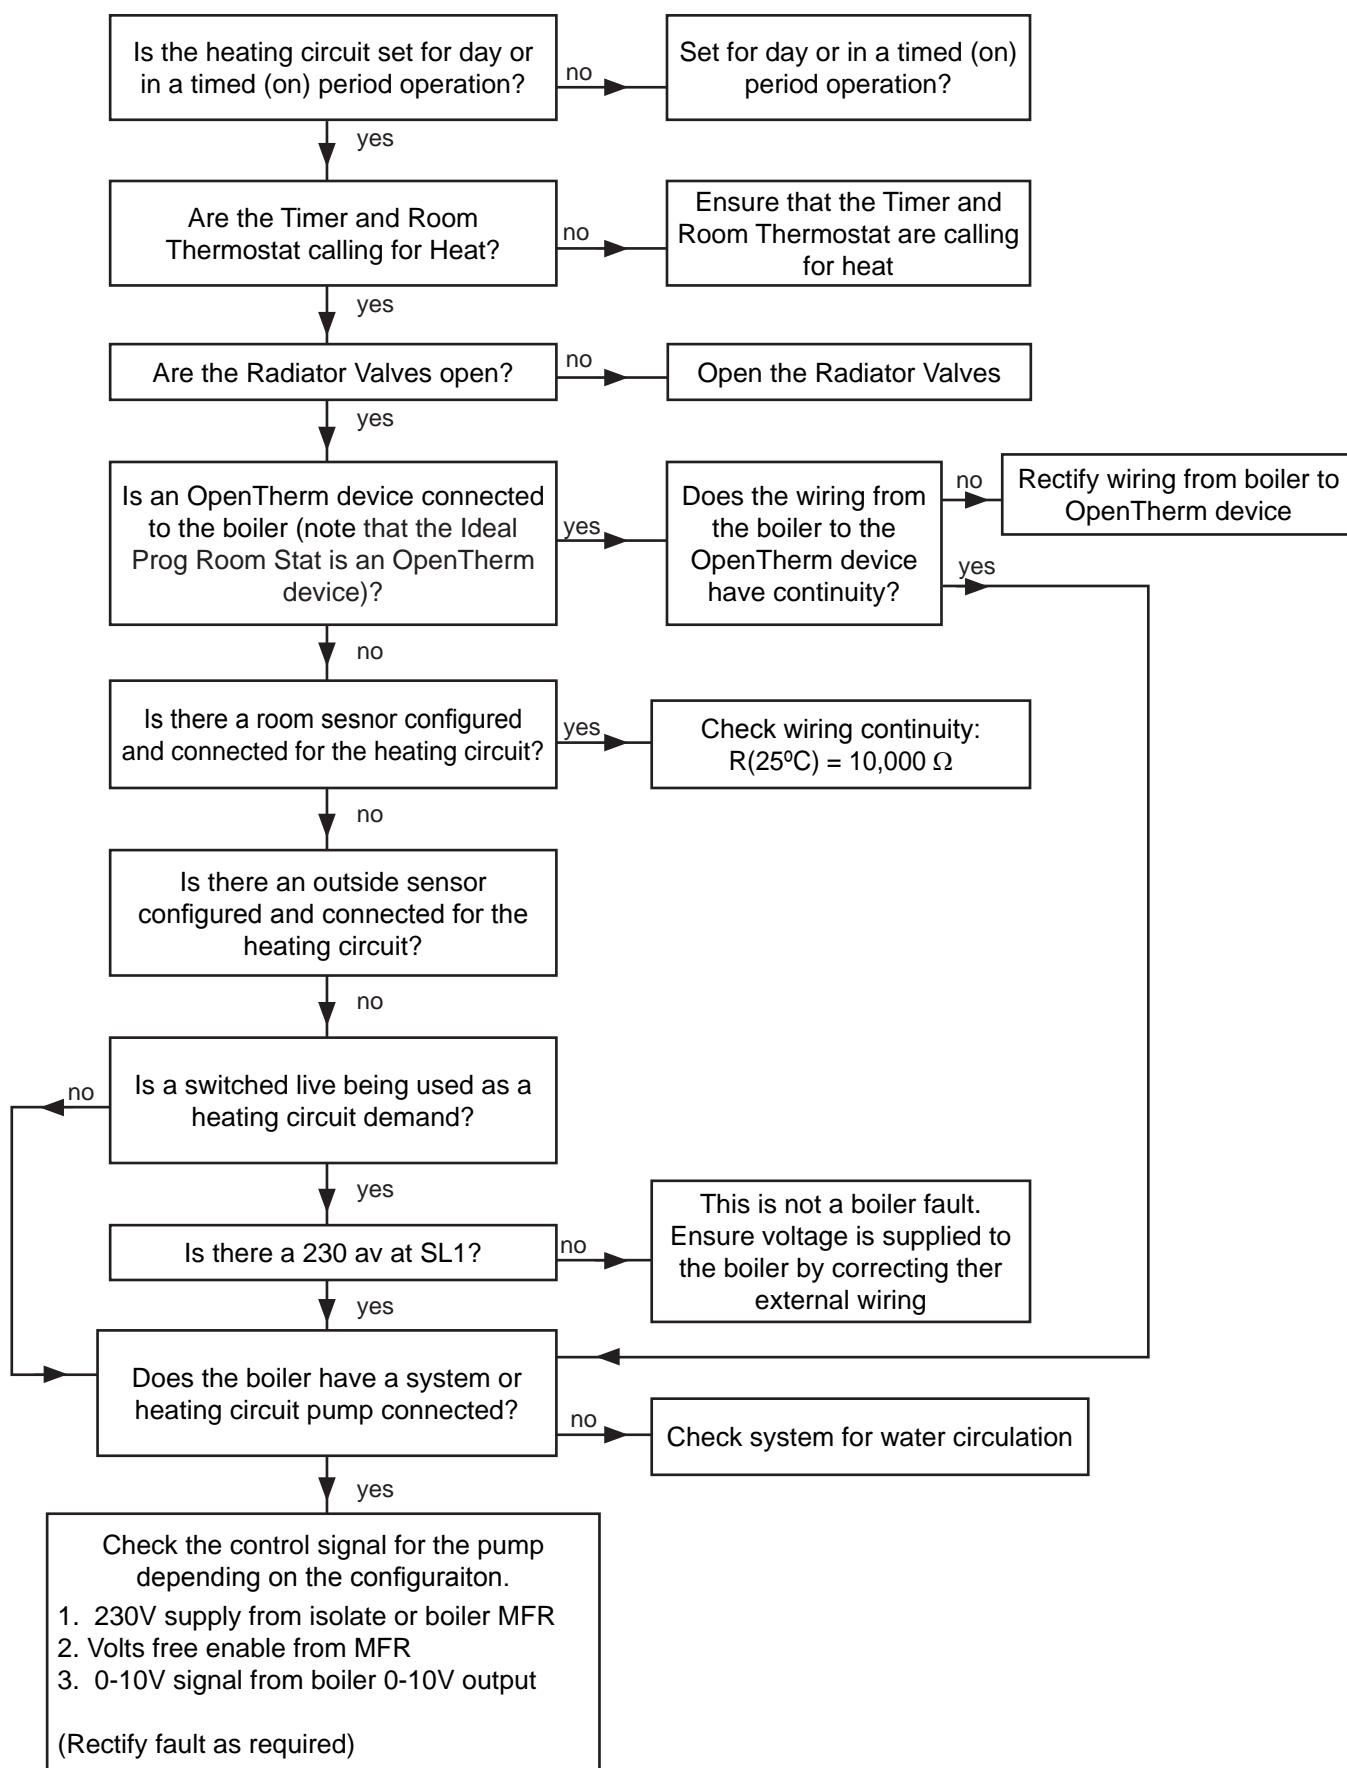 Is the heating circuit set for day or
in a timed (on) period operation?
no
Set for day or in a timed (on)
period operation?
yes
Are the Timer and Room
Thermostat calling for Heat?
no
Ensure that the Timer and
Room Thermostat are calling
for heat
yes
Are the Radiator Valves open?
no
Open the Radiator Valves
yes
Is an OpenTherm device connected
to the boiler (note that the Ideal
Prog Room Stat is an OpenTherm
device)?
yes
Does the wiring from
the boiler to the
OpenTherm device
have continuity?
no
Rectify wiring from boiler to
OpenTherm device
yes
no
Is there a room sesnor configured
and connected for the heating circuit?
yes
Check wiring continuity:
R(25ºC) = 10,000 Ω
no
Is there an outside sensor
configured and connected for the
heating circuit?
no
Is a switched live being used as a
heating circuit demand?
no
yes
Is there a 230 av at SL1?
no
This is not a boiler fault.
Ensure voltage is supplied to
the boiler by correcting ther
external wiring
yes
Does the boiler have a system or
heating circuit pump connected?
no
Check system for water circulation
yes
Check the control signal for the pump
depending on the configuraiton.
1. 230V supply from isolate or boiler MFR
2. Volts free enable from MFR
3. 0-10V signal from boiler 0-10V output
(Rectify fault as required)